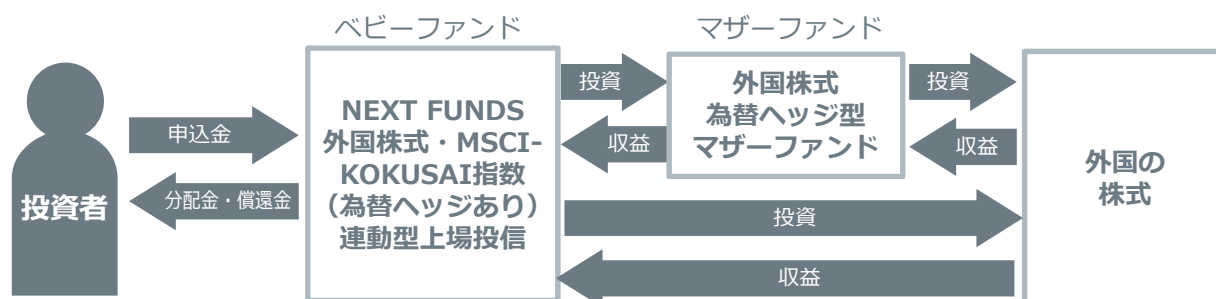 ベビーファンド
マザーファンド
投資者
申込金
分配金・償還金
NEXT FUNDS
外国株式・MSCI-
KOKUSAI指数
（為替ヘッジあり）
連動型上場投信
投資
収益
外国株式
為替ヘッジ型
マザーファンド
投資
収益
投資
収益
外国の
株式